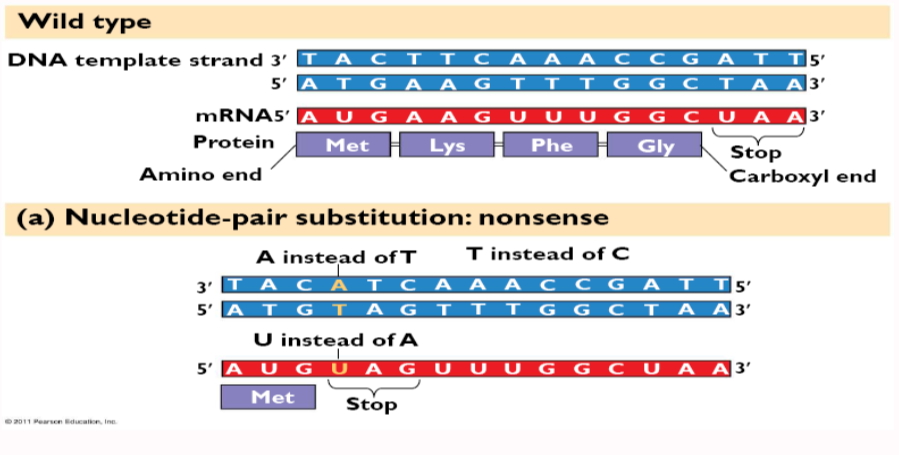 Wild type
DNA template strand 3′ T A C T T C A A A C C G A T T 5′
5′ A T G A A G T T T G G C T A A 3′
mRNA 5′ A U G A A G U U U G G C U A A 3′
Protein Met Lys Phe Gly Stop
Amino end Carboxyl end
(a) Nucleotide-pair substitution: nonsense
A instead of T T instead of C
3′ T A C A T C A A A C C G A T T 5′
5′ A T G T A G T T T G G C T A A 3′
U instead of A
5′ A U G U A G U U U G G C U A A 3′
Met Stop
© 2011 Pearson Education, Inc.